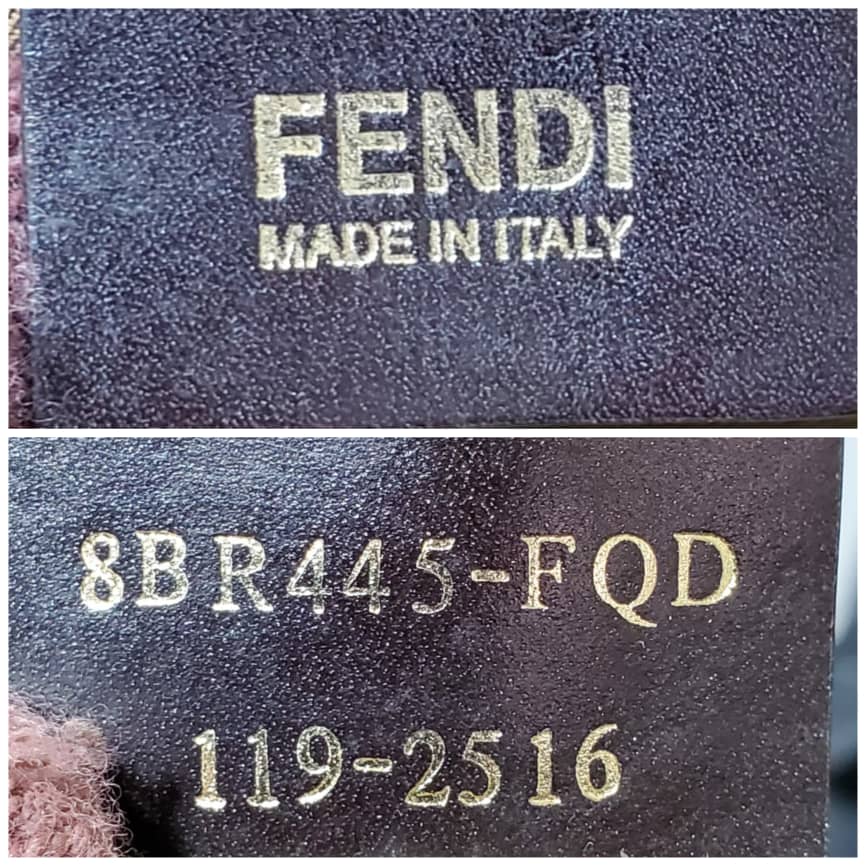 FENDI
MADE IN ITALY
8BR445-FQD
119-2516